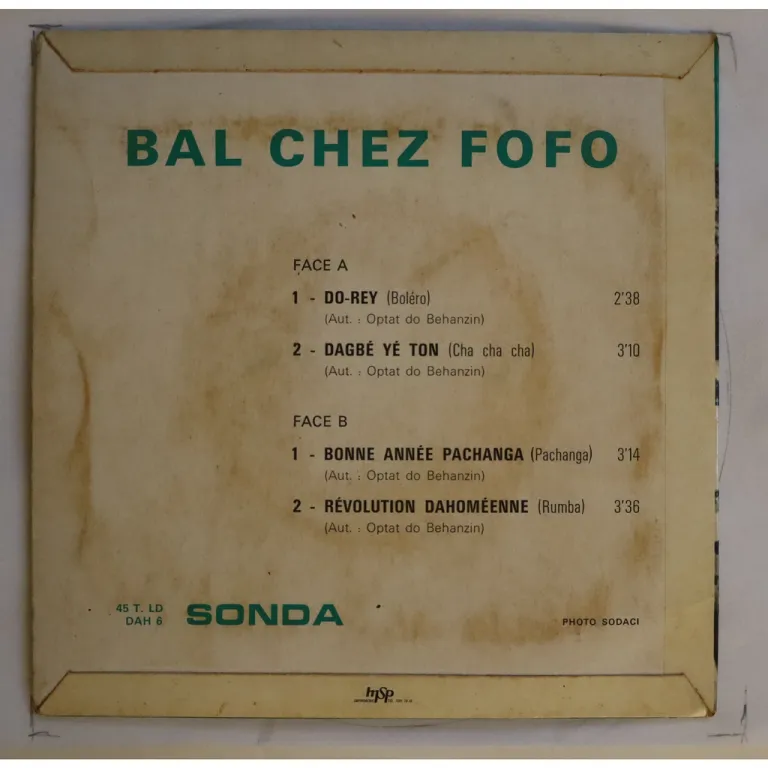 BAL CHEZ FOFO
FACE A
1 - DO-REY (Boléro) 2'38
(Aut. : Optat do Behanzin)
2 - DAGBÉ YÉ TON (Cha cha cha) 3'10
(Aut. : Optat do Behanzin)
FACE B
1 - BONNE ANNÉE PACHANGA (Pachanga) 3'14
(Aut. : Optat do Behanzin)
2 - RÉVOLUTION DAHOMÉENNE (Rumba) 3'36
(Aut. : Optat do Behanzin)
45 T. LD
DAH 6
SONDA
PHOTO SODACI